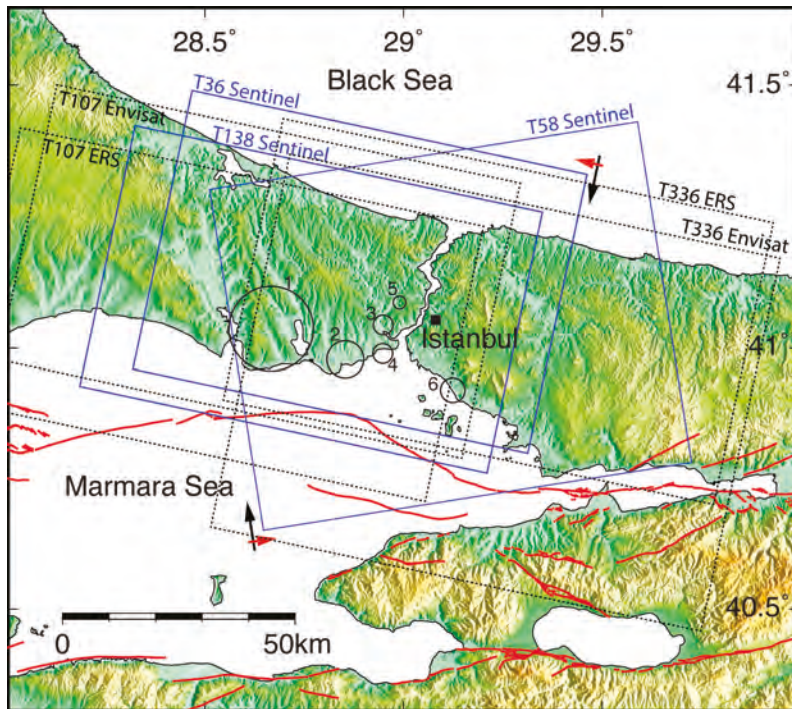 28.5° 29° 29.5°
Black Sea
41.5°
T36 Sentinel
T107 Envisat
T58 Sentinel
T138 Sentinel
T107 ERS
T336 ERS
T336 Envisat
1
5
3
Istanbul
2
41°
4
6
Marmara Sea
40.5°
0 50km